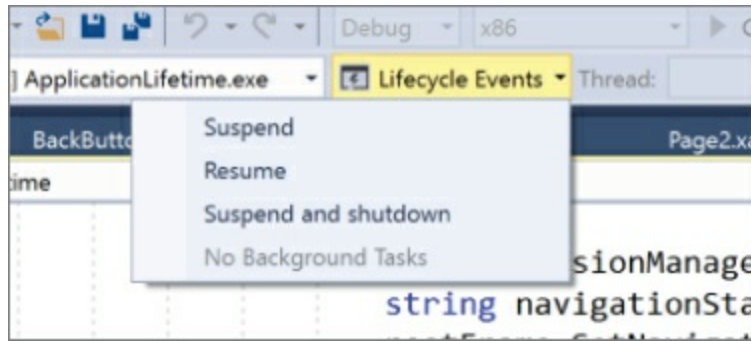 Debug x86
] ApplicationLifetime.exe Lifecycle Events Thread:
BackButto Page2.xa
time
Suspend
Resume
Suspend and shutdown
No Background Tasks
sionManage
string navigationSta